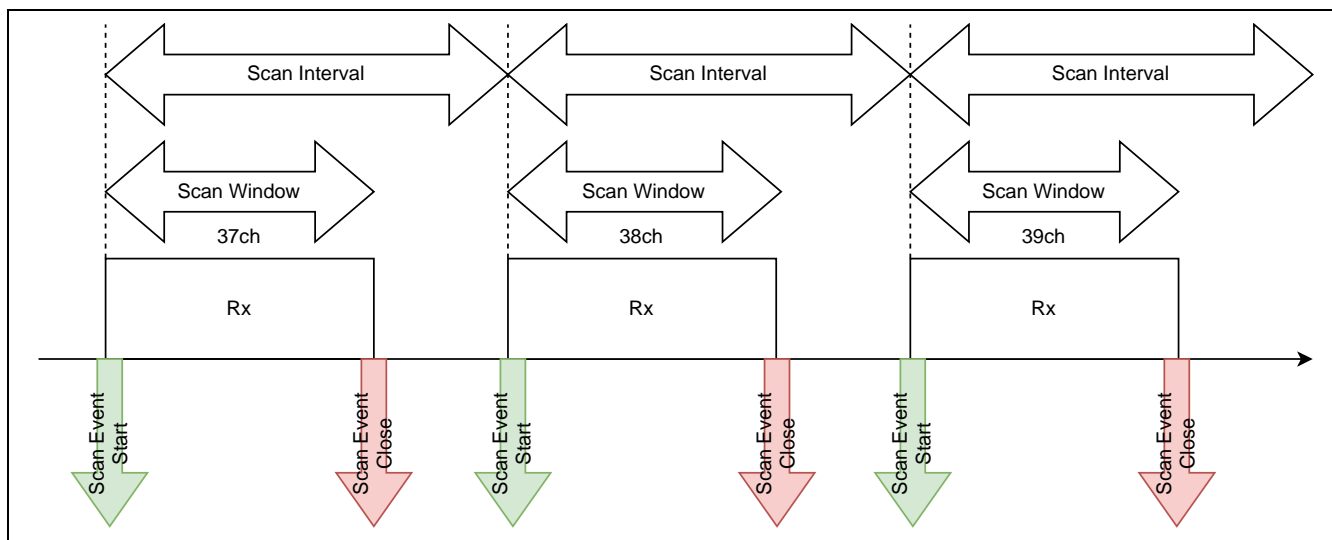 Scan Interval
Scan Interval
Scan Interval
Scan Window
Scan Window
Scan Window
37ch
38ch
39ch
Rx
Rx
Rx
Scan Event
Start
Scan Event
Close
Scan Event
Start
Scan Event
Close
Scan Event
Start
Scan Event
Close